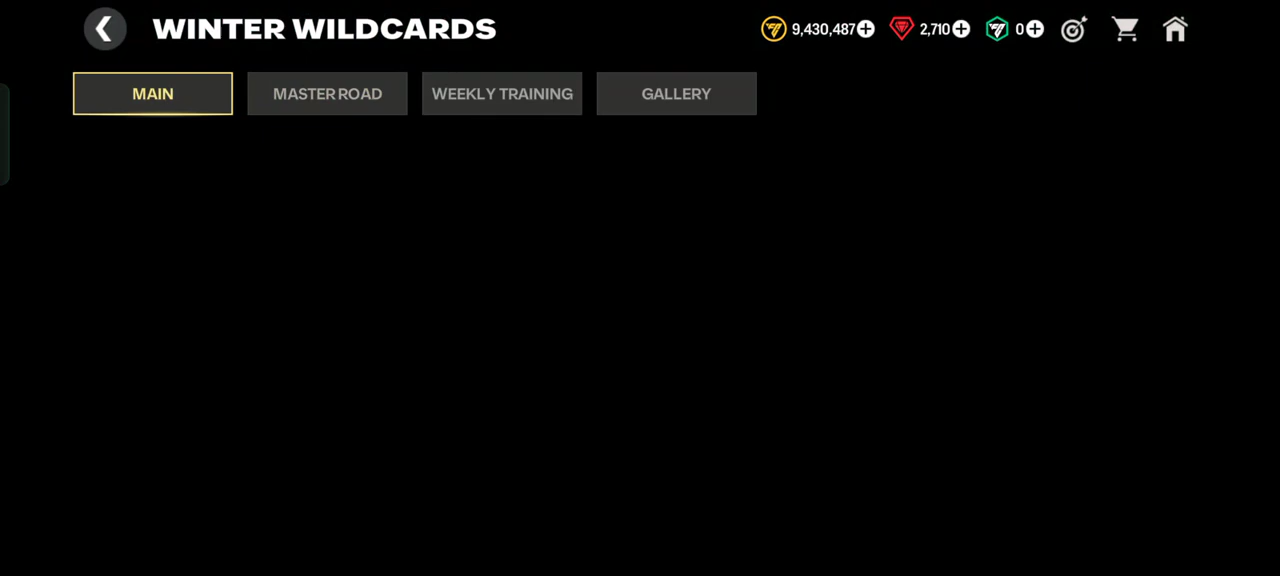 WINTER WILDCARDS 9,430,487 2,710 0
MAIN MASTER ROAD WEEKLY TRAINING GALLERY